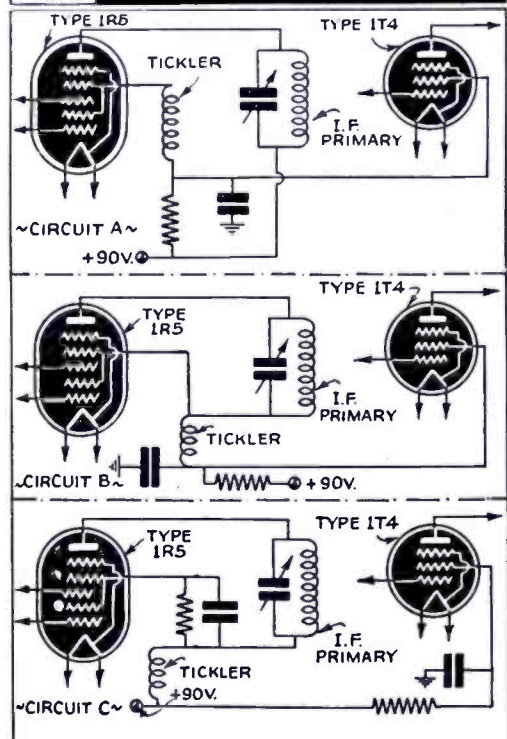 TYPE 1R5
TICKLER
TYPE 1T4
I.F.
PRIMARY
~CIRCUIT A~
+90V.
TYPE
1R5
TYPE 1T4
I.F.
PRIMARY
TICKLER
~CIRCUIT B~
+90V.
TYPE
1R5
TYPE 1T4
I.F.
PRIMARY
TICKLER
+90V.
~CIRCUIT C~